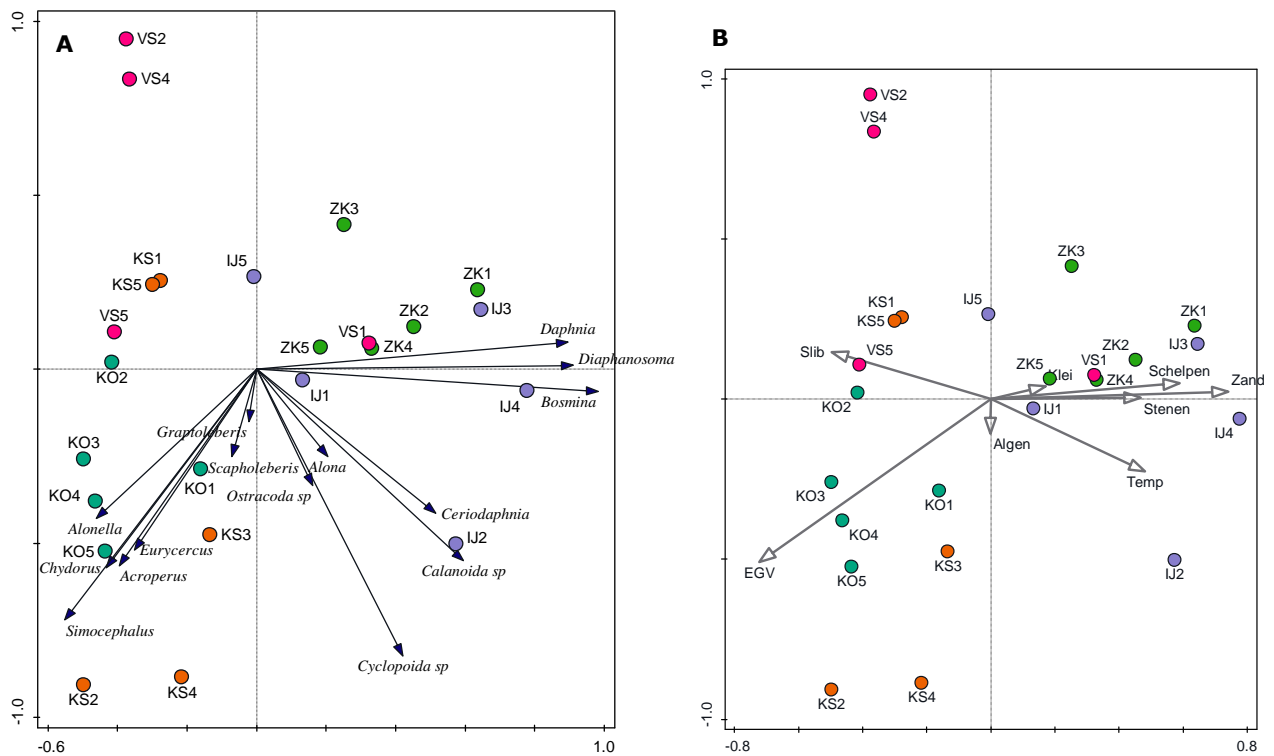 A
1.0
VS2
VS4
ZK3
KS1
IJ5
KS5
ZK1
IJ3
VS5
ZK2
VS1
ZK5
ZK4
Daphnia
KO2
Diaphanosoma
IJ1
IJ4
Bosmina
Graptoleberis
KO3
Scapholeberis
Alona
KO1
KO4
Ostracoda sp
Ceriodaphnia
Alonella
KS3
IJ2
KO5
Eurycercus
Chydorus
Acroperus
Calanoida sp
Simocephalus
Cyclopoida sp
KS2
KS4
-1.0
-0.6
1.0
B
1.0
VS2
VS4
ZK3
KS1
IJ5
KS5
ZK1
IJ3
Slib
VS5
ZK2
ZK5
Klei
VS1
ZK4
Schelpen
Zand
KO2
IJ1
Stenen
IJ4
Algen
KO3
KO1
Temp
KO4
EGV
KO5
KS3
IJ2
KS2
KS4
-1.0
-0.8
0.8